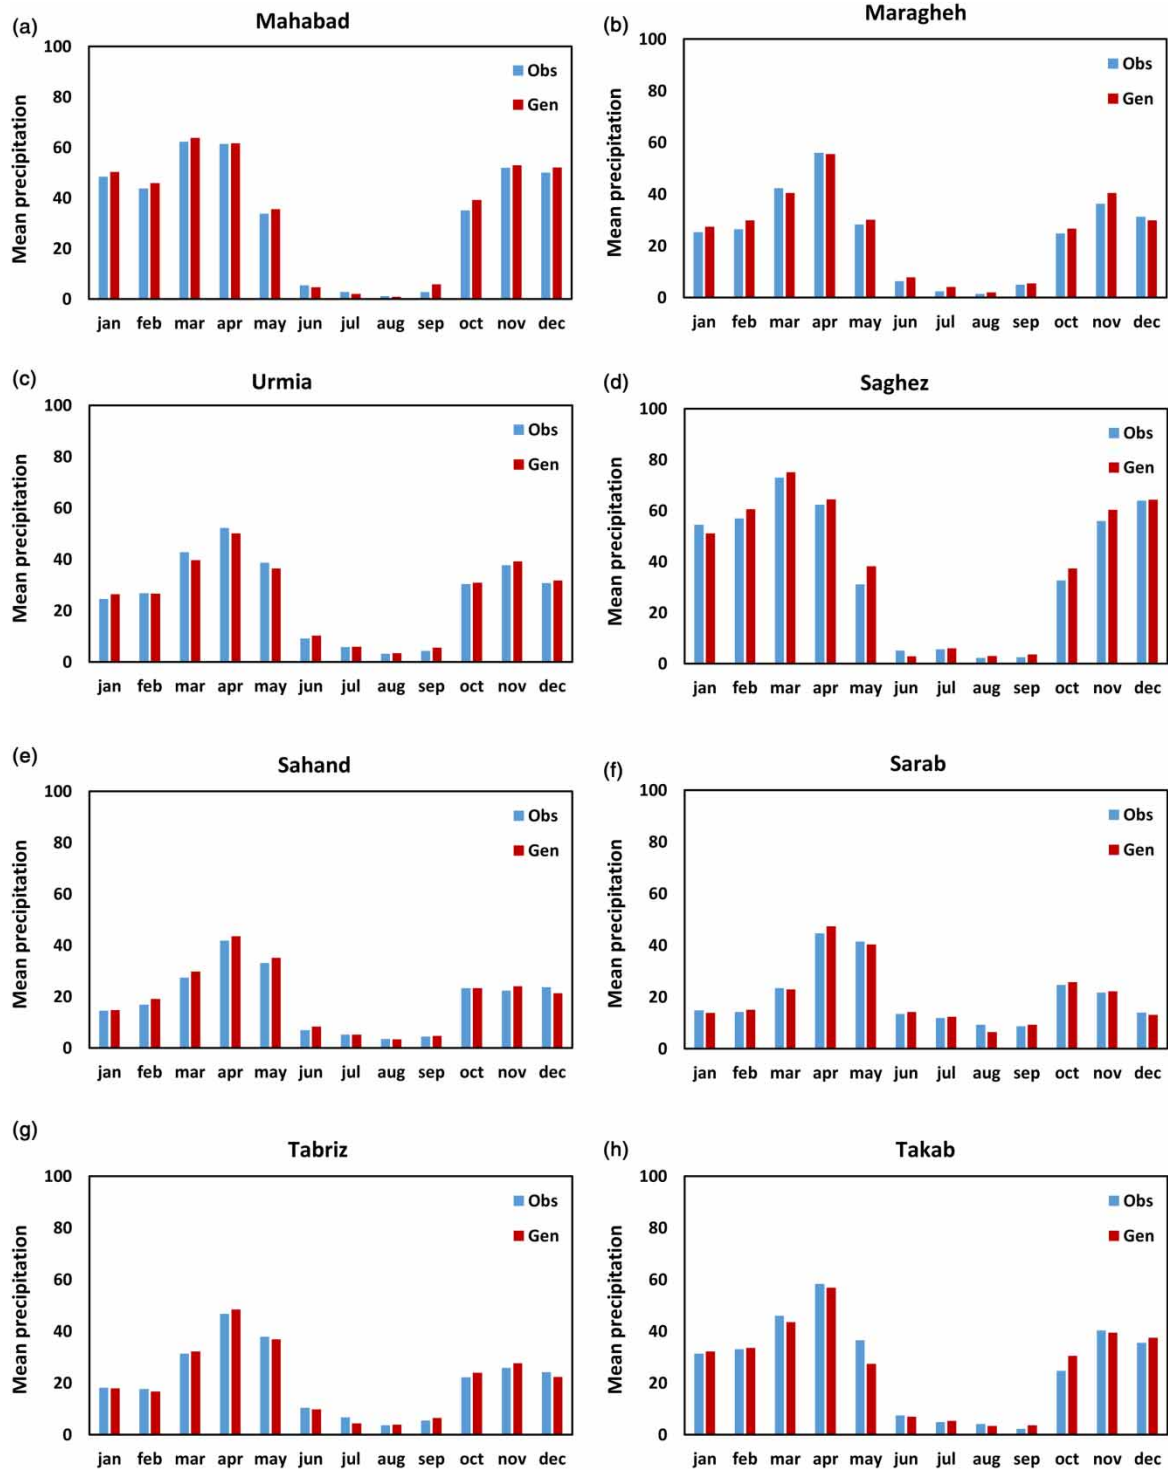 (a)
Mahabad
Mean precipitation
100
80
60
40
20
0
Obs
Gen
jan feb mar apr may jun jul aug sep oct nov dec
(b)
Maragheh
Mean precipitation
100
80
60
40
20
0
Obs
Gen
jan feb mar apr may jun jul aug sep oct nov dec
(c)
Urmia
Mean precipitation
100
80
60
40
20
0
Obs
Gen
jan feb mar apr may jun jul aug sep oct nov dec
(d)
Saghez
Mean precipitation
100
80
60
40
20
0
Obs
Gen
jan feb mar apr may jun jul aug sep oct nov dec
(e)
Sahand
Mean precipitation
100
80
60
40
20
0
Obs
Gen
jan feb mar apr may jun jul aug sep oct nov dec
(f)
Sarab
Mean precipitation
100
80
60
40
20
0
Obs
Gen
jan feb mar apr may jun jul aug sep oct nov dec
(g)
Tabriz
Mean precipitation
100
80
60
40
20
0
Obs
Gen
jan feb mar apr may jun jul aug sep oct nov dec
(h)
Takab
Mean precipitation
100
80
60
40
20
0
Obs
Gen
jan feb mar apr may jun jul aug sep oct nov dec